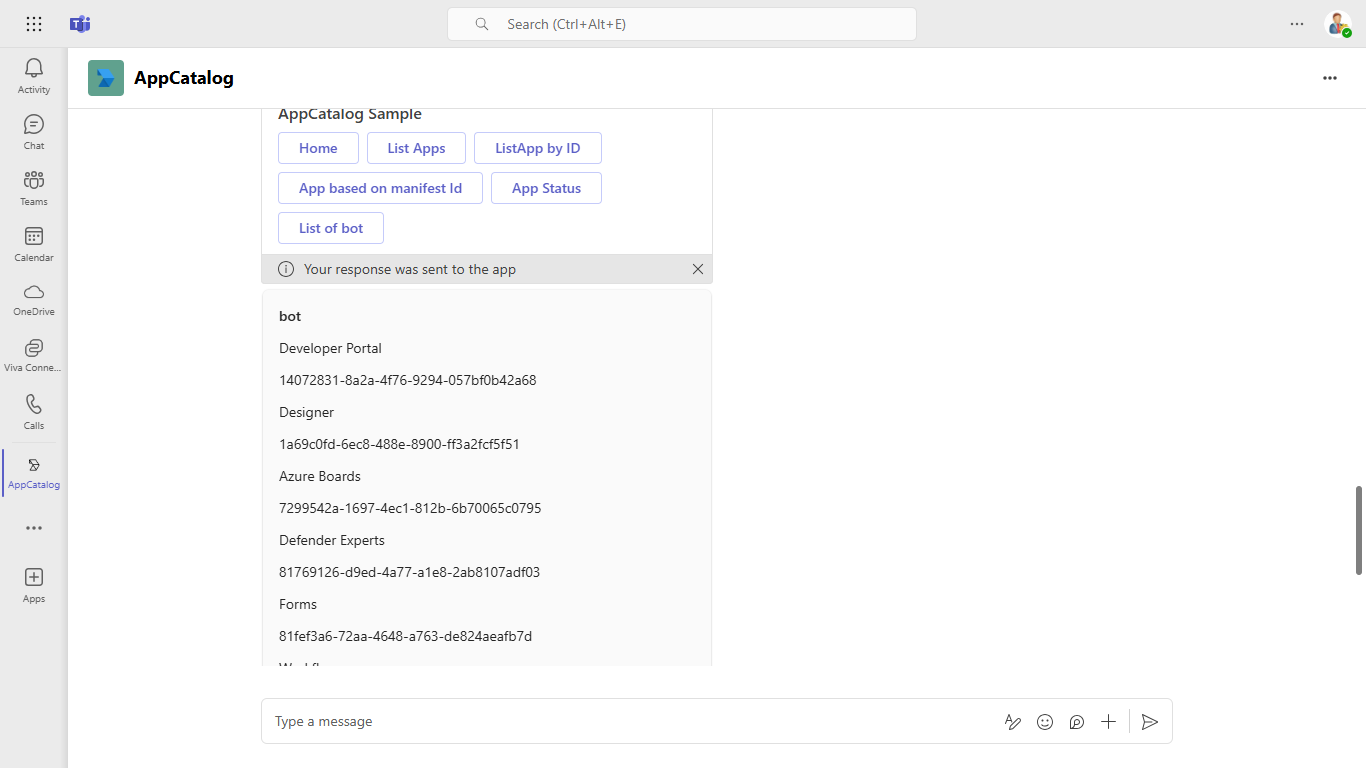 Search (Ctrl+Alt+E)
Activity
Chat
Teams
Calendar
OneDrive
Viva Conne...
Calls
AppCatalog
Apps
AppCatalog
AppCatalog Sample
Home
List Apps
ListApp by ID
App based on manifest Id
App Status
List of bot
Your response was sent to the app
bot
Developer Portal
14072831-8a2a-4f76-9294-057bf0b42a68
Designer
1a69c0fd-6ec8-488e-8900-ff3a2fcf5f51
Azure Boards
7299542a-1697-4ec1-812b-6b70065c0795
Defender Experts
81769126-d9ed-4a77-a1e8-2ab8107adf03
Forms
81fef3a6-72aa-4648-a763-de824aeafb7d
Type a message